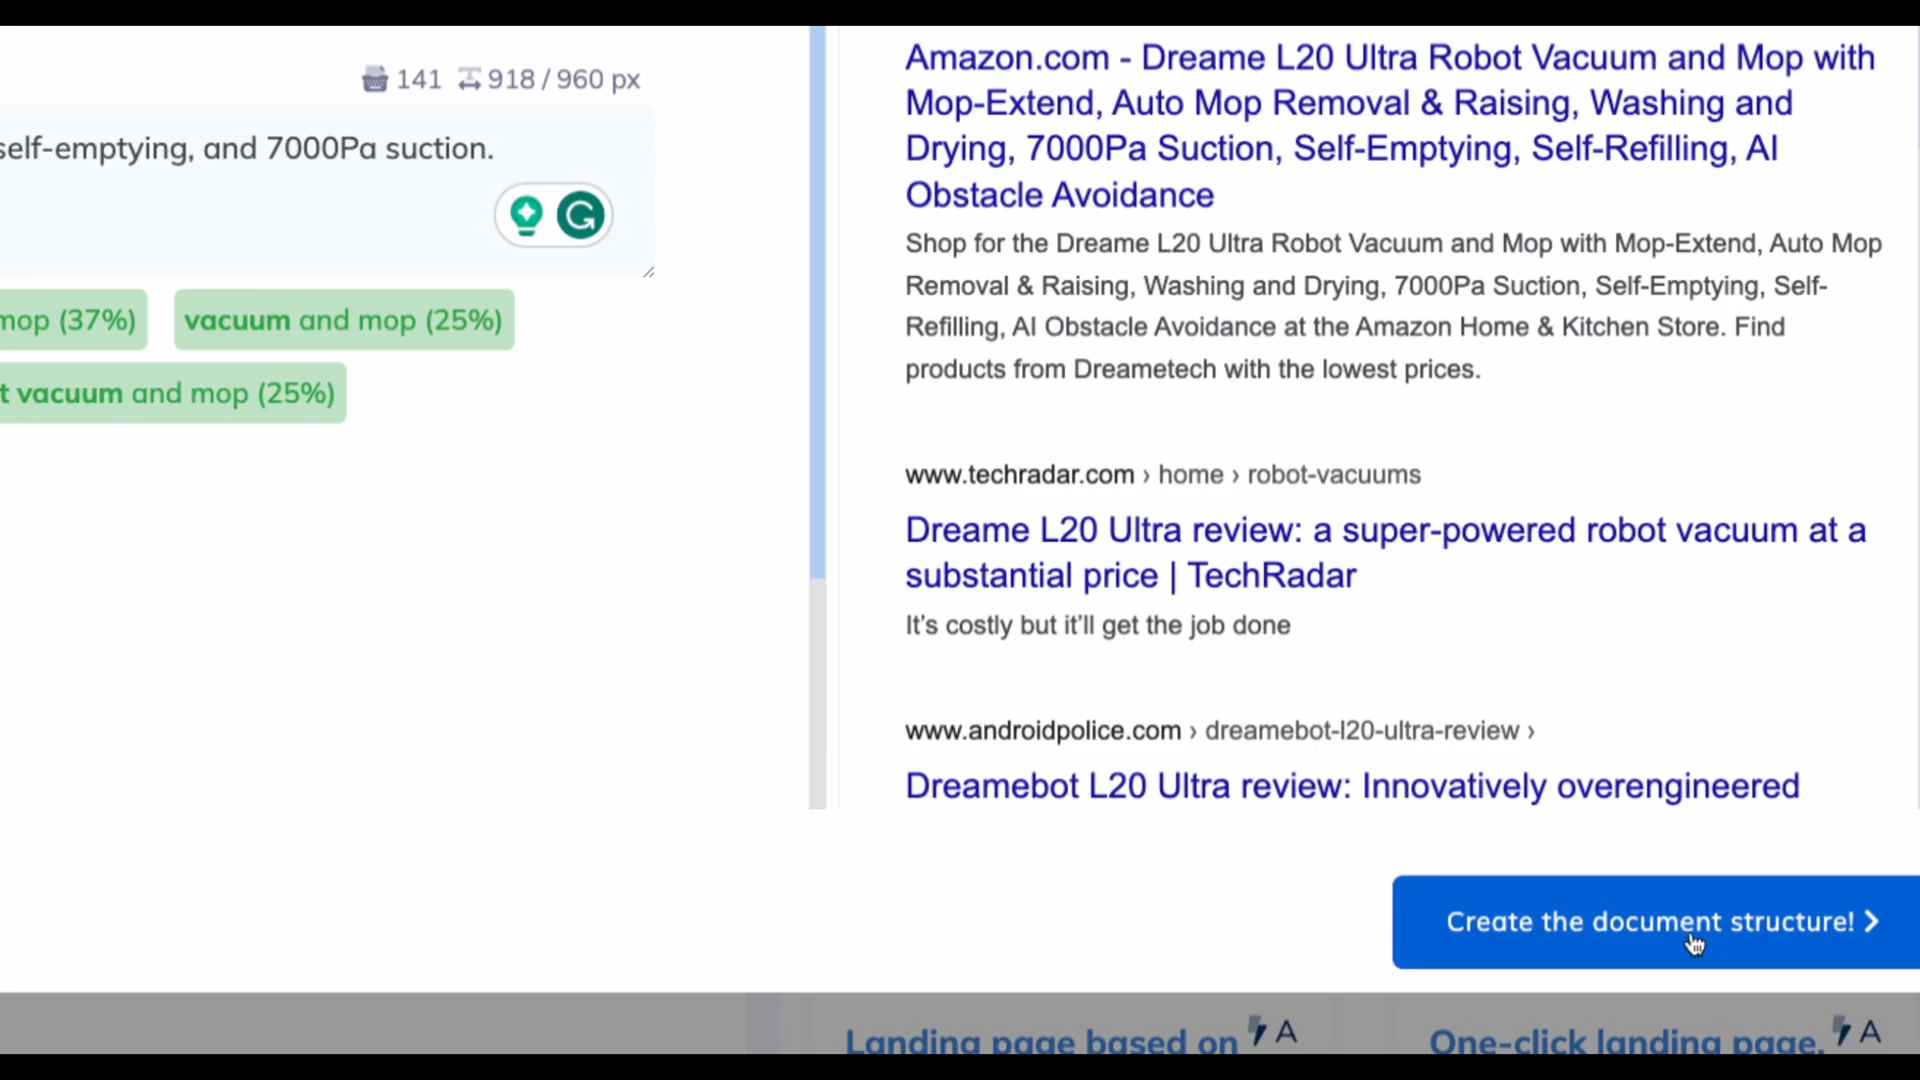 141 918 / 960 px
self-emptying, and 7000Pa suction.
mop (37%)
vacuum and mop (25%)
t vacuum and mop (25%)
Amazon.com - Dreame L20 Ultra Robot Vacuum and Mop with
Mop-Extend, Auto Mop Removal & Raising, Washing and
Drying, 7000Pa Suction, Self-Emptying, Self-Refilling, AI
Obstacle Avoidance
Shop for the Dreame L20 Ultra Robot Vacuum and Mop with Mop-Extend, Auto Mop
Removal & Raising, Washing and Drying, 7000Pa Suction, Self-Emptying, Self-
Refilling, AI Obstacle Avoidance at the Amazon Home & Kitchen Store. Find
products from Dreametech with the lowest prices.
www.techradar.com › home › robot-vacuums
Dreame L20 Ultra review: a super-powered robot vacuum at a
substantial price | TechRadar
It's costly but it'll get the job done
www.androidpolice.com › dreamebot-l20-ultra-review ›
Dreamebot L20 Ultra review: Innovatively overengineered
Create the document structure!
Landing page based on A
One-click landing page. A